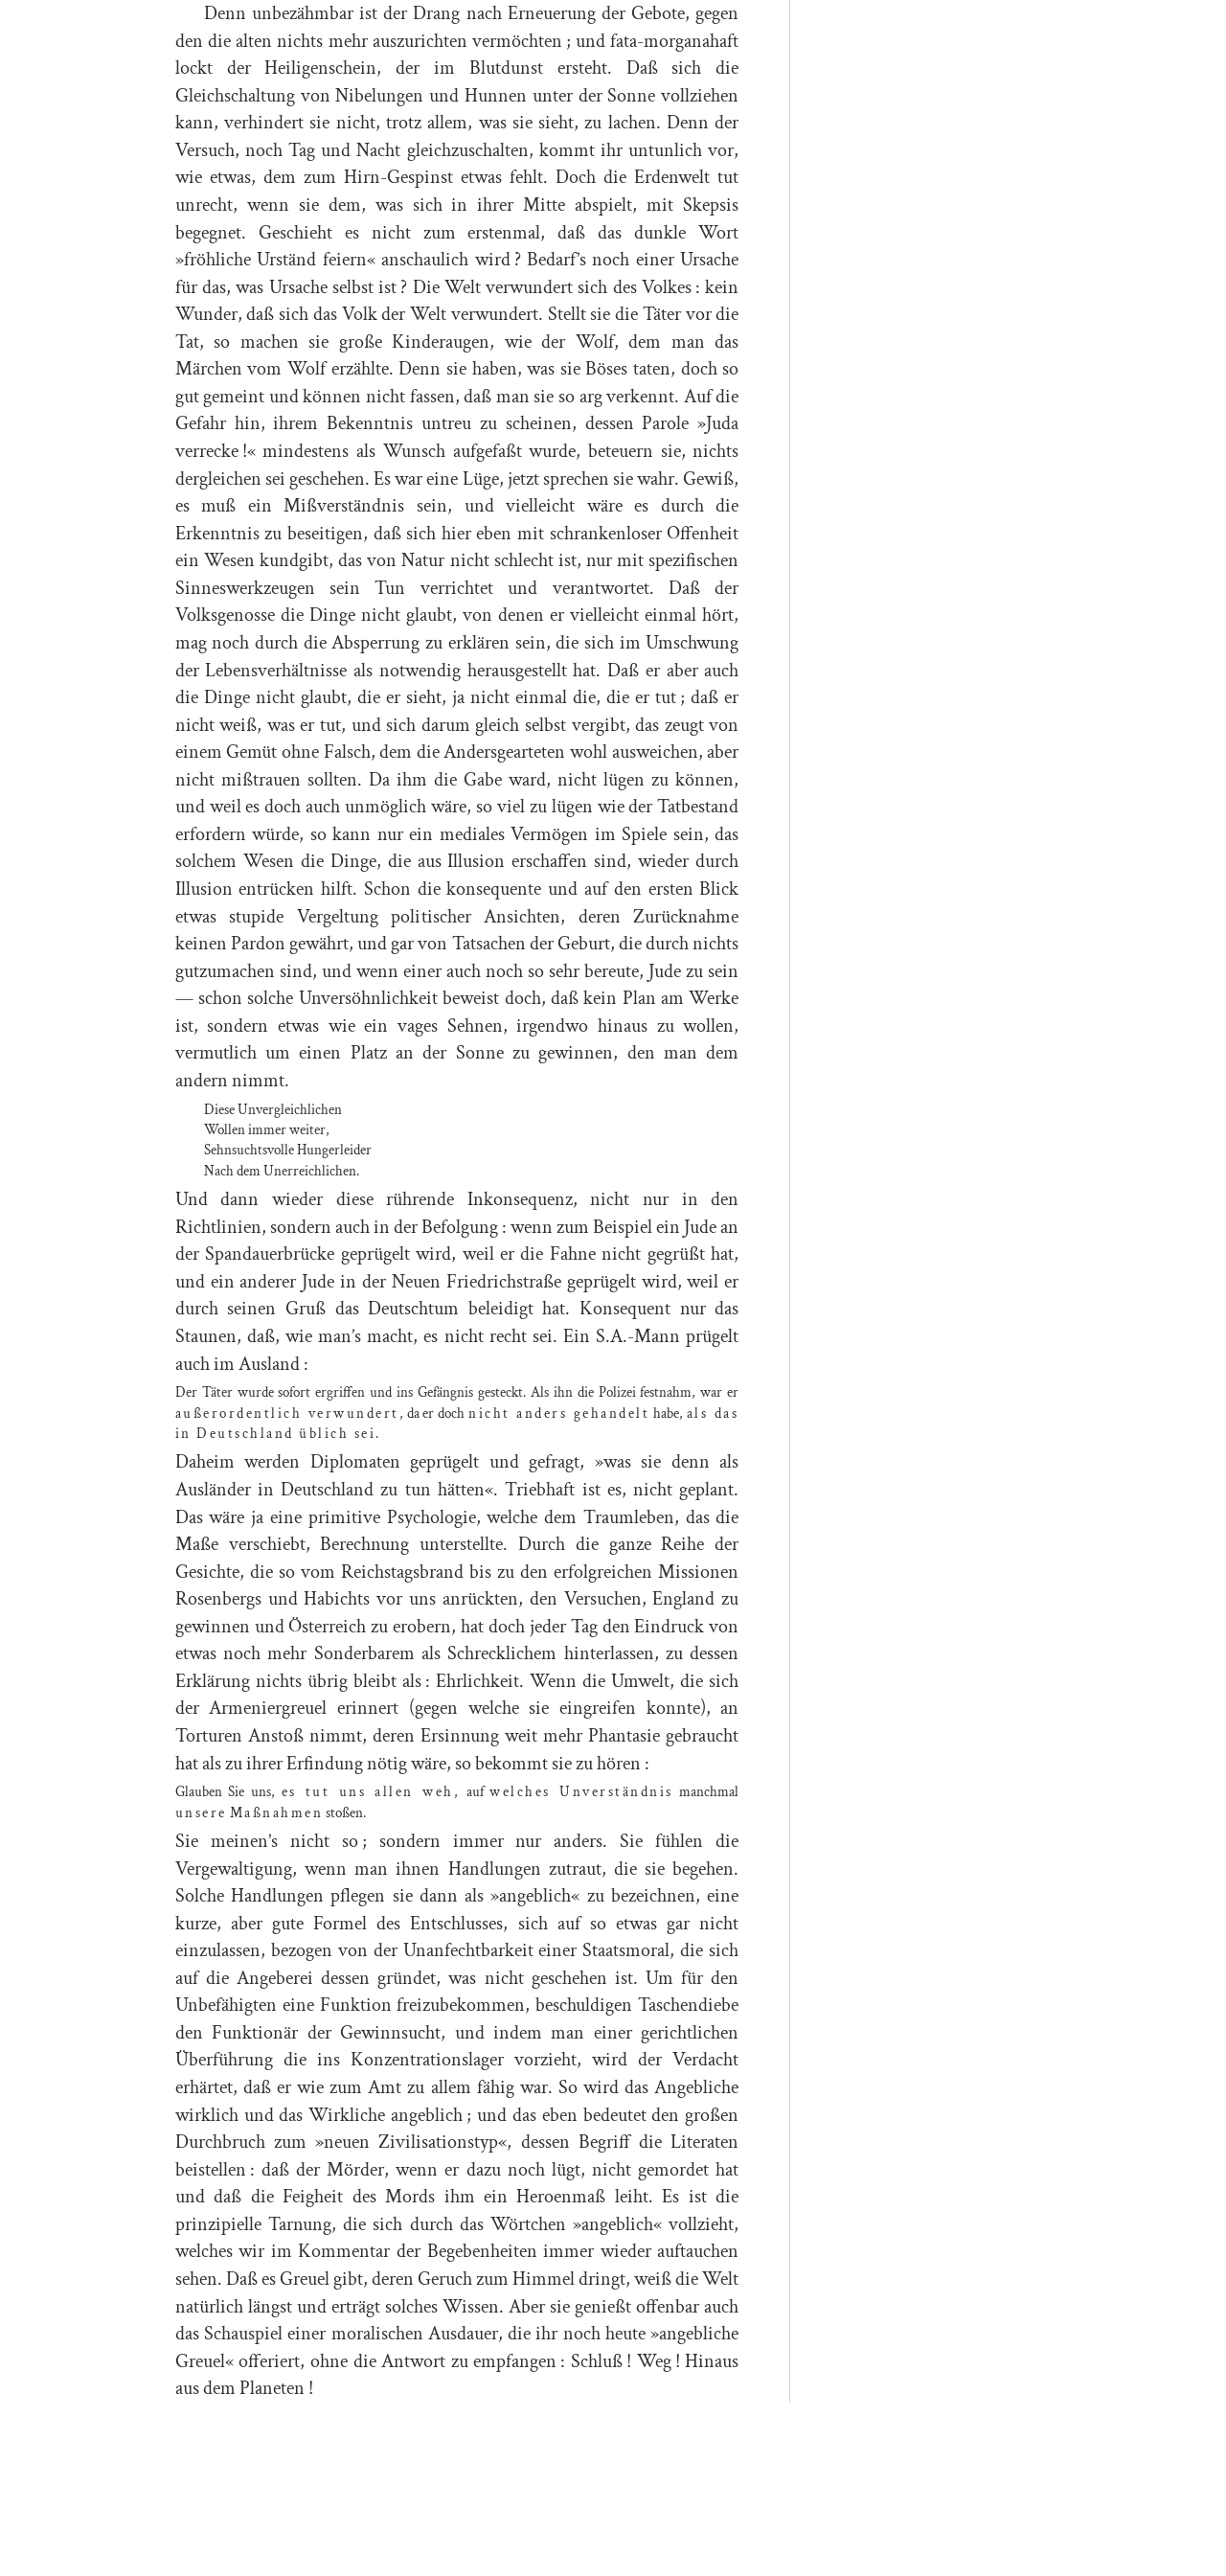 Denn unbezähmbar ist der Drang nach Erneuerung der Gebote, gegen
den die alten nichts mehr auszurichten vermöchten ; und fata-morganahaft
lockt der Heiligenschein, der im Blutdunst ersteht. Daß sich die
Gleichschaltung von Nibelungen und Hunnen unter der Sonne vollziehen
kann, verhindert sie nicht, trotz allem, was sie sieht, zu lachen. Denn der
Versuch, noch Tag und Nacht gleichzuschalten, kommt ihr untunlich vor,
wie etwas, dem zum Hirn-Gespinst etwas fehlt. Doch die Erdenwelt tut
unrecht, wenn sie dem, was sich in ihrer Mitte abspielt, mit Skepsis
begegnet. Geschieht es nicht zum erstenmal, daß das dunkle Wort
»fröhliche Urständ feiern« anschaulich wird ? Bedarf’s noch einer Ursache
für das, was Ursache selbst ist ? Die Welt verwundert sich des Volkes : kein
Wunder, daß sich das Volk der Welt verwundert. Stellt sie die Täter vor die
Tat, so machen sie große Kinderaugen, wie der Wolf, dem man das
Märchen vom Wolf erzählte. Denn sie haben, was sie Böses taten, doch so
gut gemeint und können nicht fassen, daß man sie so arg verkennt. Auf die
Gefahr hin, ihrem Bekenntnis untreu zu scheinen, dessen Parole »Juda
verrecke !« mindestens als Wunsch aufgefaßt wurde, beteuern sie, nichts
dergleichen sei geschehen. Es war eine Lüge, jetzt sprechen sie wahr. Gewiß,
es muß ein Mißverständnis sein, und vielleicht wäre es durch die
Erkenntnis zu beseitigen, daß sich hier eben mit schrankenloser Offenheit
ein Wesen kundgibt, das von Natur nicht schlecht ist, nur mit spezifischen
Sinneswerkzeugen sein Tun verrichtet und verantwortet. Daß der
Volksgenosse die Dinge nicht glaubt, von denen er vielleicht einmal hört,
mag noch durch die Absperrung zu erklären sein, die sich im Umschwung
der Lebensverhältnisse als notwendig herausgestellt hat. Daß er aber auch
die Dinge nicht glaubt, die er sieht, ja nicht einmal die, die er tut ; daß er
nicht weiß, was er tut, und sich darum gleich selbst vergibt, das zeugt von
einem Gemüt ohne Falsch, dem die Andersgearteten wohl ausweichen, aber
nicht mißtrauen sollten. Da ihm die Gabe ward, nicht lügen zu können,
und weil es doch auch unmöglich wäre, so viel zu lügen wie der Tatbestand
erfordern würde, so kann nur ein mediales Vermögen im Spiele sein, das
solchem Wesen die Dinge, die aus Illusion erschaffen sind, wieder durch
Illusion entrücken hilft. Schon die konsequente und auf den ersten Blick
etwas stupide Vergeltung politischer Ansichten, deren Zurücknahme
keinen Pardon gewährt, und gar von Tatsachen der Geburt, die durch nichts
gutzumachen sind, und wenn einer auch noch so sehr bereute, Jude zu sein
— schon solche Unversöhnlichkeit beweist doch, daß kein Plan am Werke
ist, sondern etwas wie ein vages Sehnen, irgendwo hinaus zu wollen,
vermutlich um einen Platz an der Sonne zu gewinnen, den man dem
andern nimmt.
Diese Unvergleichlichen
Wollen immer weiter,
Sehnsuchtsvolle Hungerleider
Nach dem Unerreichlichen.
Und dann wieder diese rührende Inkonsequenz, nicht nur in den
Richtlinien, sondern auch in der Befolgung : wenn zum Beispiel ein Jude an
der Spandauerbrücke geprügelt wird, weil er die Fahne nicht gegrüßt hat,
und ein anderer Jude in der Neuen Friedrichstraße geprügelt wird, weil er
durch seinen Gruß das Deutschtum beleidigt hat. Konsequent nur das
Staunen, daß, wie man’s macht, es nicht recht sei. Ein S.A.-Mann prügelt
auch im Ausland :
Der Täter wurde sofort ergriffen und ins Gefängnis gesteckt. Als ihn die Polizei festnahm, war er
außerordentlich verwundert, da er doch nicht anders gehandelt habe, als das
in Deutschland üblich sei.
Daheim werden Diplomaten geprügelt und gefragt, »was sie denn als
Ausländer in Deutschland zu tun hätten«. Triebhaft ist es, nicht geplant.
Das wäre ja eine primitive Psychologie, welche dem Traumleben, das die
Maße verschiebt, Berechnung unterstellte. Durch die ganze Reihe der
Gesichte, die so vom Reichstagsbrand bis zu den erfolgreichen Missionen
Rosenbergs und Habichts vor uns anrückten, den Versuchen, England zu
gewinnen und Österreich zu erobern, hat doch jeder Tag den Eindruck von
etwas noch mehr Sonderbarem als Schrecklichem hinterlassen, zu dessen
Erklärung nichts übrig bleibt als : Ehrlichkeit. Wenn die Umwelt, die sich
der Armeniergreuel erinnert (gegen welche sie eingreifen konnte), an
Torturen Anstoß nimmt, deren Ersinnung weit mehr Phantasie gebraucht
hat als zu ihrer Erfindung nötig wäre, so bekommt sie zu hören :
Glauben Sie uns, es tut uns allen weh, auf welches Unverständnis manchmal
unsere Maßnahmen stoßen.
Sie meinen’s nicht so ; sondern immer nur anders. Sie fühlen die
Vergewaltigung, wenn man ihnen Handlungen zutraut, die sie begehen.
Solche Handlungen pflegen sie dann als »angeblich« zu bezeichnen, eine
kurze, aber gute Formel des Entschlusses, sich auf so etwas gar nicht
einzulassen, bezogen von der Unanfechtbarkeit einer Staatsmoral, die sich
auf die Angeberei dessen gründet, was nicht geschehen ist. Um für den
Unbefähigten eine Funktion freizubekommen, beschuldigen Taschendiebe
den Funktionär der Gewinnsucht, und indem man einer gerichtlichen
Überführung die ins Konzentrationslager vorzieht, wird der Verdacht
erhärtet, daß er wie zum Amt zu allem fähig war. So wird das Angebliche
wirklich und das Wirkliche angeblich ; und das eben bedeutet den großen
Durchbruch zum »neuen Zivilisationstyp«, dessen Begriff die Literaten
beistellen : daß der Mörder, wenn er dazu noch lügt, nicht gemordet hat
und daß die Feigheit des Mords ihm ein Heroenmaß leiht. Es ist die
prinzipielle Tarnung, die sich durch das Wörtchen »angeblich« vollzieht,
welches wir im Kommentar der Begebenheiten immer wieder auftauchen
sehen. Daß es Greuel gibt, deren Geruch zum Himmel dringt, weiß die Welt
natürlich längst und erträgt solches Wissen. Aber sie genießt offenbar auch
das Schauspiel einer moralischen Ausdauer, die ihr noch heute »angebliche
Greuel« offeriert, ohne die Antwort zu empfangen : Schluß ! Weg ! Hinaus
aus dem Planeten !